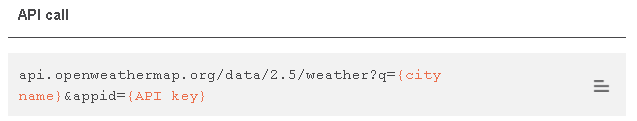 API call
api.openweathermap.org/data/2.5/weather?q={city
name}&appid={API key}